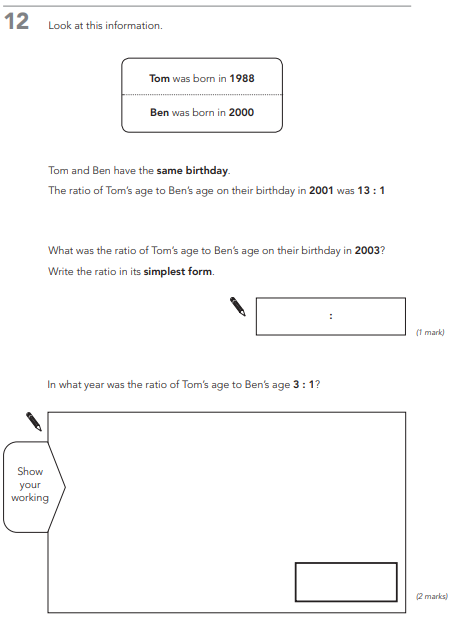 12 Look at this information.
Tom was born in 1988
Ben was born in 2000
Tom and Ben have the same birthday.
The ratio of Tom's age to Ben's age on their birthday in 2001 was 13 : 1
What was the ratio of Tom's age to Ben's age on their birthday in 2003?
Write the ratio in its simplest form.
:
(1 mark)
In what year was the ratio of Tom's age to Ben's age 3 : 1?
Show
your
working
(2 marks)